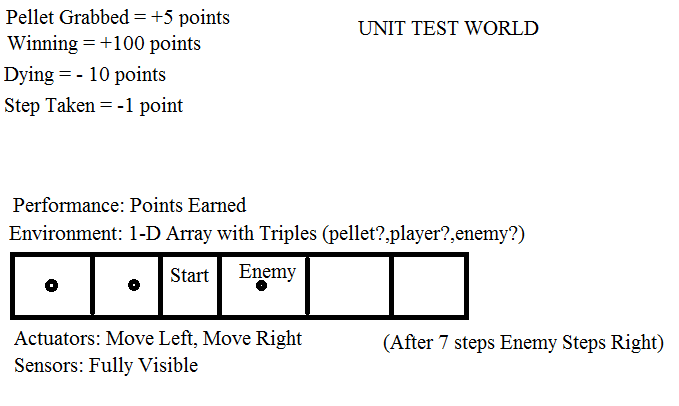 Pellet Grabbed = +5 points
UNIT TEST WORLD
Winning = +100 points
Dying = - 10 points
Step Taken = -1 point
Performance: Points Earned
Environment: 1-D Array with Triples (pellet?,player?,enemy?)
Start
Enemy
Actuators: Move Left, Move Right
(After 7 steps Enemy Steps Right)
Sensors: Fully Visible